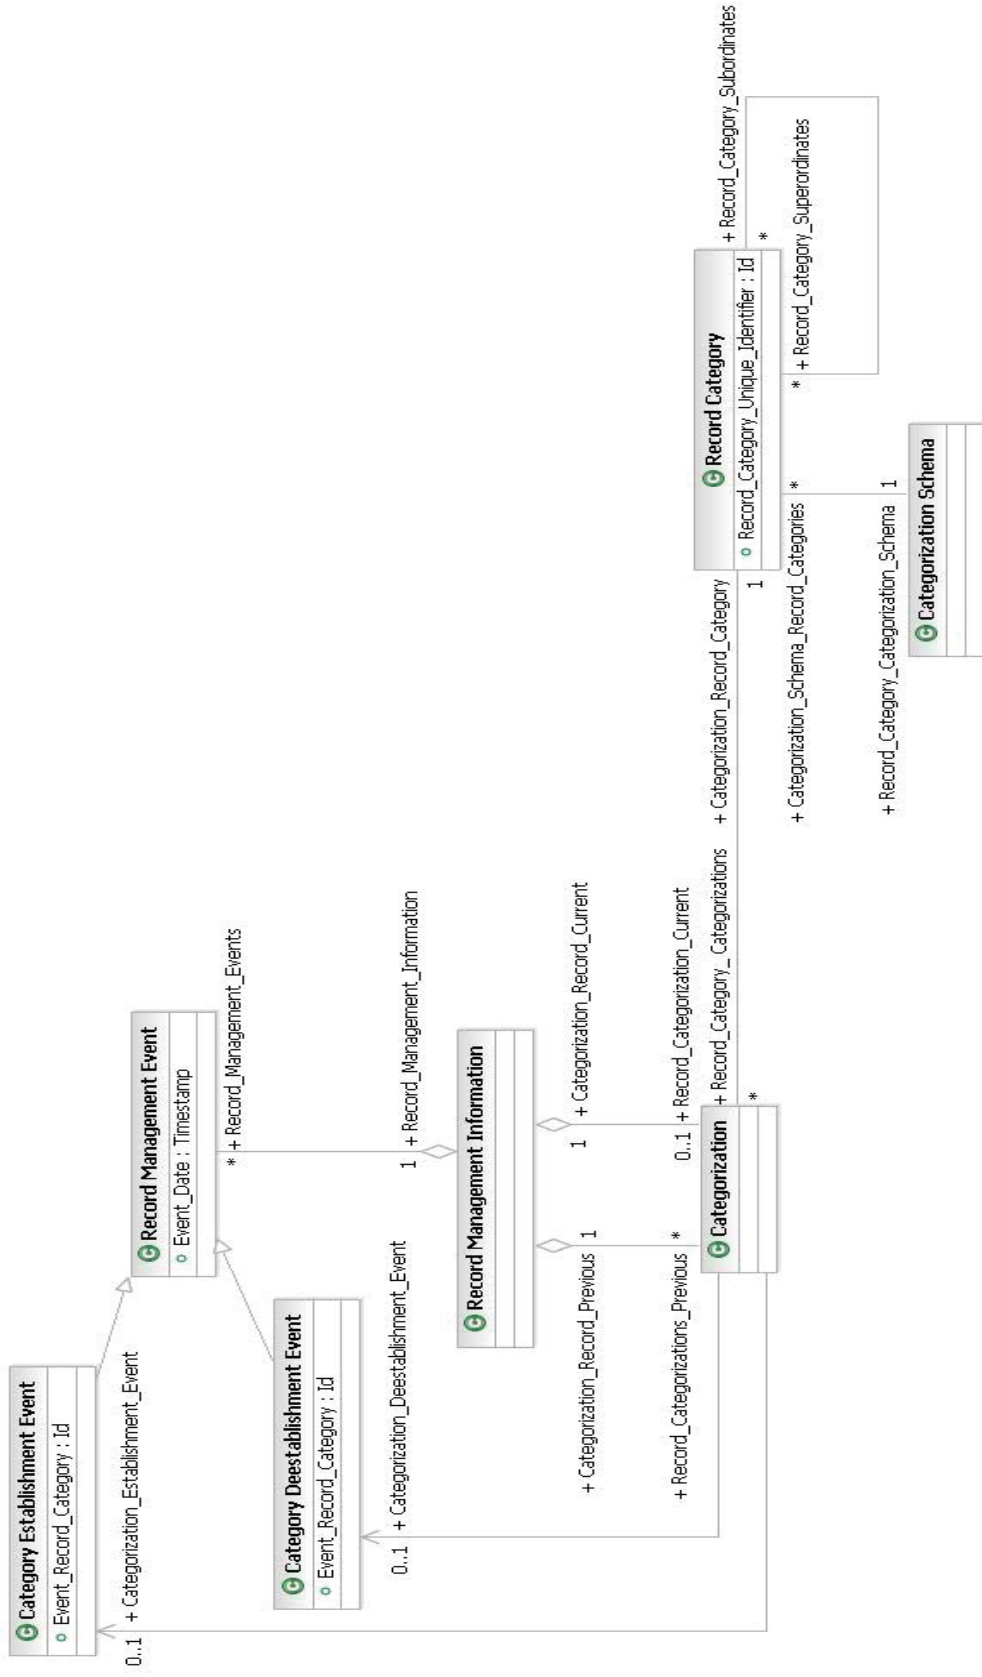 Category Establishment Event
Event_Record_Category : Id
0..1
+ Categorization_Establishment_Event
Record Management Event
Event_Date : Timestamp
* + Record_Management_Events
Category Deestablishment Event
Event_Record_Category : Id
0..1
+ Categorization_Deestablishment_Event
1
+ Record_Management_Information
Record Management Information
+ Categorization_Record_Previous
1
1
+ Categorization_Record_Current
+ Record_Categorizations_Previous
*
0..1
+ Record_Categorization_Current
Categorization
+ Record_Category_ Categorizations
*
+ Categorization_Record_Category
1
Record Category
Record_Category_Unique_Identifier : Id
+ Record_Category_Subordinates
*
* + Record_Category_Superordinates
+ Categorization_Schema_Record_Categories
*
+ Record_Category_Categorization_Schema
1
Categorization Schema